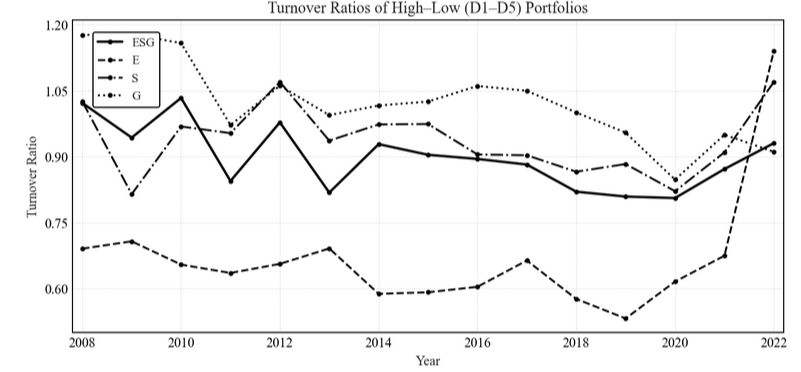 Turnover Ratios of High–Low (D1–D5) Portfolios
1.20
1.05
0.90
0.75
0.60
Turnover Ratio
ESG
E
S
G
2008
2010
2012
2014
2016
2018
2020
2022
Year